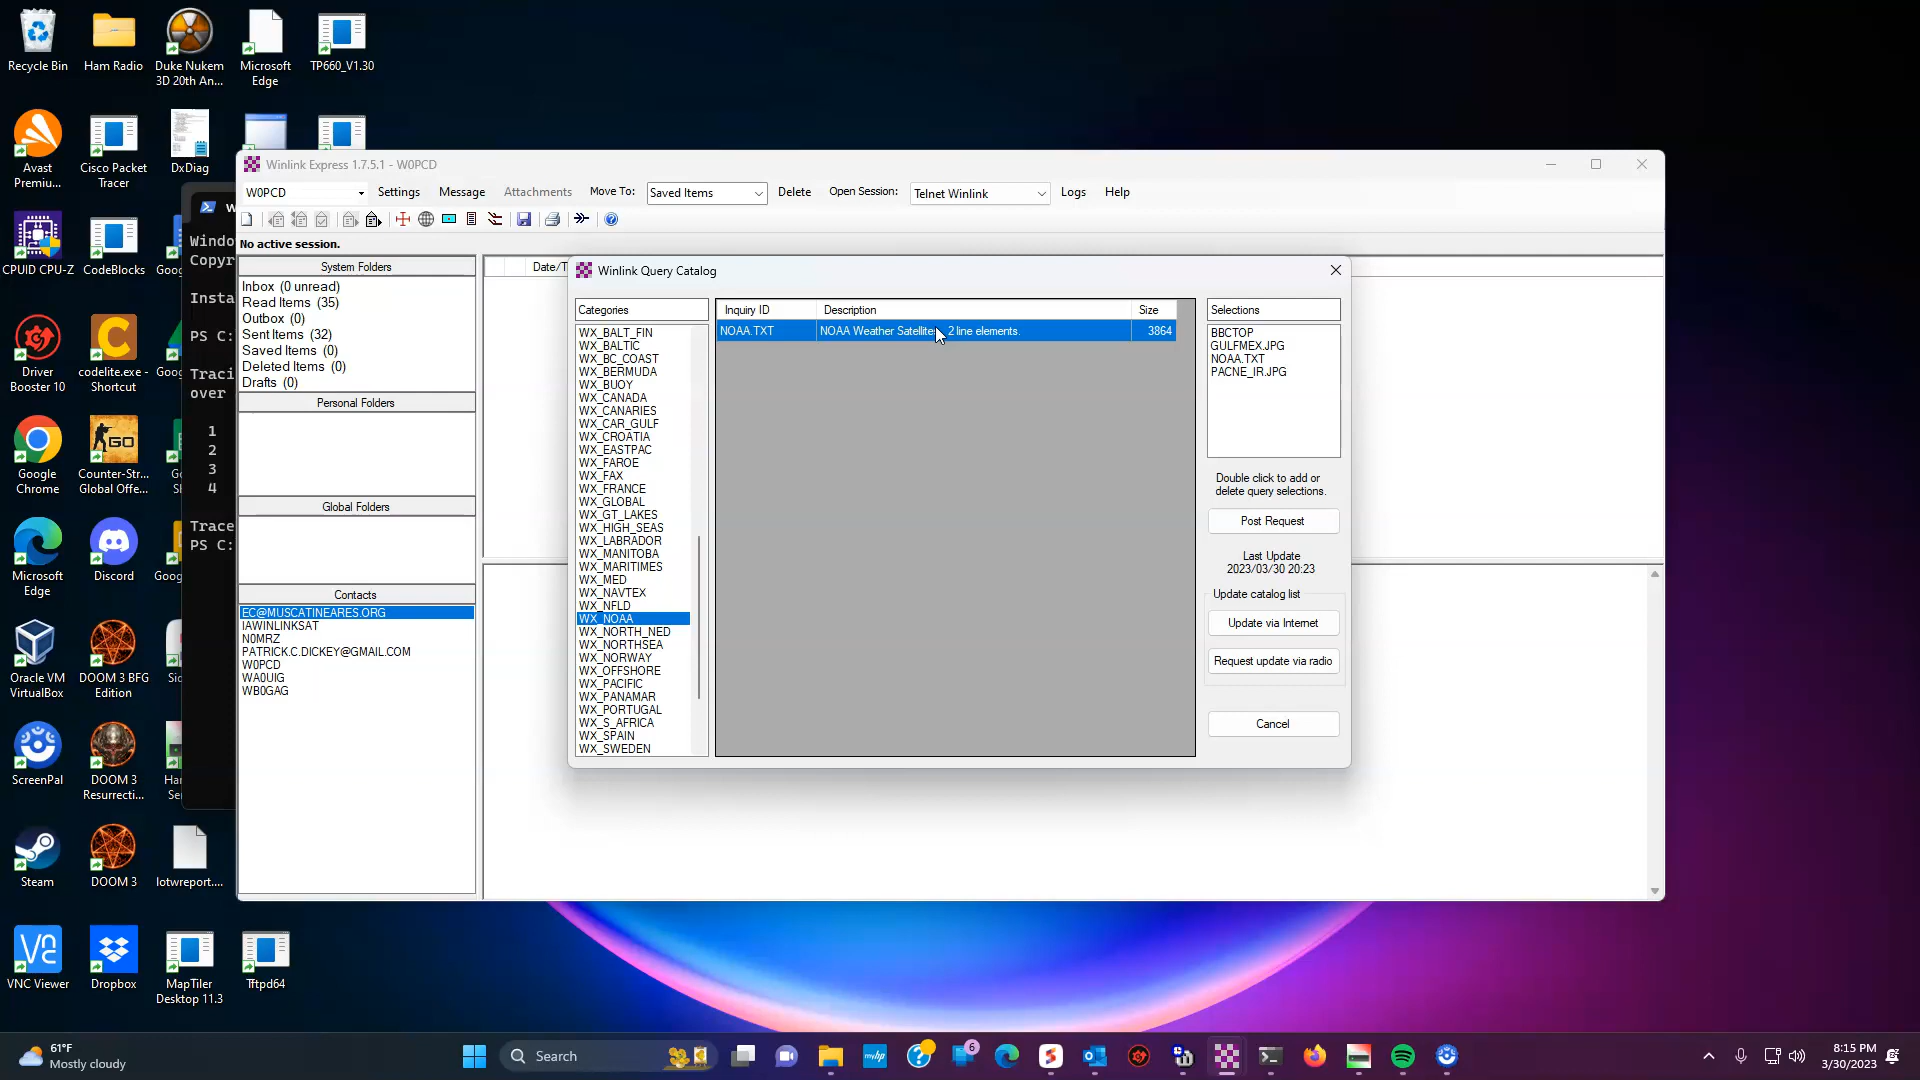 Recycle Bin
Ham Radio
Duke Nukem
3D 20th An...
Microsoft
Edge
TP660_V1.30
Avast
Premiu...
Cisco Packet
Tracer
DxDiag
CPUID CPU-Z
CodeBlocks
Driver
Booster 10
codelite.exe -
Shortcut
Google
Chrome
Counter-Str...
Global Offe...
Microsoft
Edge
Discord
Oracle VM
VirtualBox
DOOM 3 BFG
Edition
ScreenPal
DOOM 3
Resurrecti...
Steam
DOOM 3
lotwreport....
VNC Viewer
Dropbox
MapTiler
Desktop 11.3
Tftpd64
PS C:
1
2
3
4
PS C:
Winlink Express 1.7.5.1 - W0PCD
W0PCD
Settings
Message
Attachments
Move To:
Saved Items
Delete
Open Session:
Telnet Winlink
Logs
Help
No active session.
System Folders
Inbox (0 unread)
Read Items (35)
Outbox (0)
Sent Items (32)
Saved Items (0)
Deleted Items (0)
Drafts (0)
Personal Folders
Global Folders
Contacts
EC@MUSCATINEARES.ORG
IAWINLINKSAT
N0MRZ
PATRICK.C.DICKEY@GMAIL.COM
W0PCD
WA0UIG
WB0GAG
Date/T
Winlink Query Catalog
Categories
WX_BALT_FIN
WX_BALTIC
WX_BC_COAST
WX_BERMUDA
WX_BUOY
WX_CANADA
WX_CANARIES
WX_CAR_GULF
WX_CROATIA
WX_EASTPAC
WX_FAROE
WX_FAX
WX_FRANCE
WX_GLOBAL
WX_GT_LAKES
WX_HIGH_SEAS
WX_LABRADOR
WX_MANITOBA
WX_MARITIMES
WX_MED
WX_NAVTEX
WX_NFLD
WX_NOAA
WX_NORTH_NED
WX_NORTHSEA
WX_NORWAY
WX_OFFSHORE
WX_PACIFIC
WX_PANAMAR
WX_PORTUGAL
WX_S_AFRICA
WX_SPAIN
WX_SWEDEN
Inquiry ID
Description
Size
NOAA.TXT
NOAA Weather Satellites 2 line elements.
3864
Selections
BBCTOP
GULFMEX.JPG
NOAA.TXT
PACNE_IR.JPG
Double click to add or
delete query selections.
Post Request
Last Update
2023/03/30 20:23
Update catalog list
Update via Internet
Request update via radio
Cancel
61°F
Mostly cloudy
Search
6
8:15 PM
3/30/2023